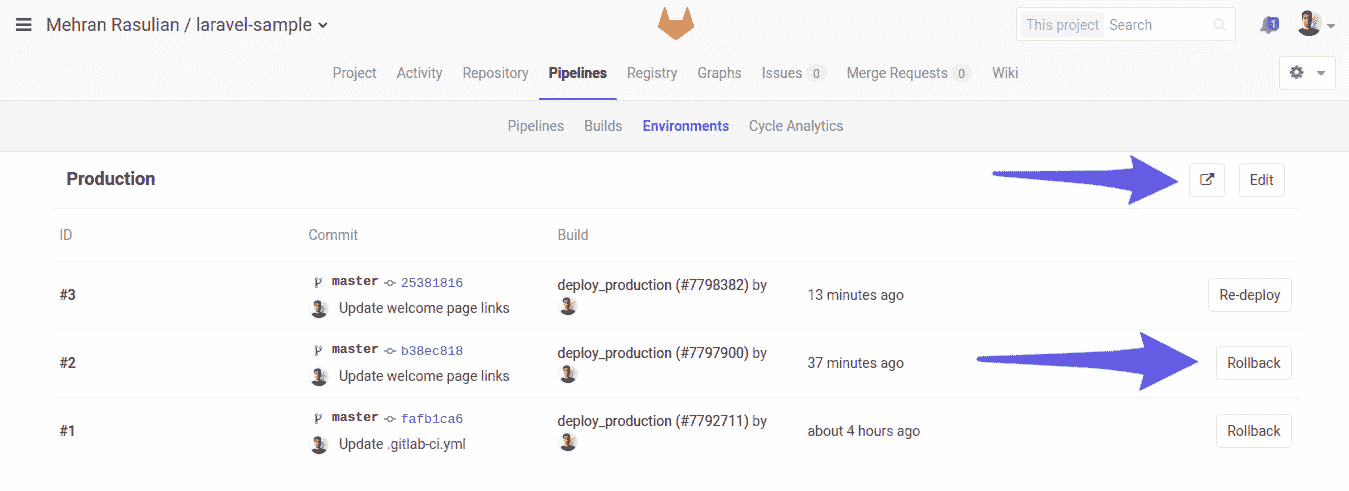 Mehran Rasulian / laravel-sample
This project Search
1
Project Activity Repository Pipelines Registry Graphs Issues 0 Merge Requests 0 Wiki
Pipelines Builds Environments Cycle Analytics
Production
Edit
ID Commit Build
#3
master 25381816
Update welcome page links
deploy_production (#7798382) by
13 minutes ago
Re-deploy
#2
master b38ec818
Update welcome page links
deploy_production (#7797900) by
37 minutes ago
Rollback
#1
master fafb1ca6
Update .gitlab-ci.yml
deploy_production (#7792711) by
about 4 hours ago
Rollback